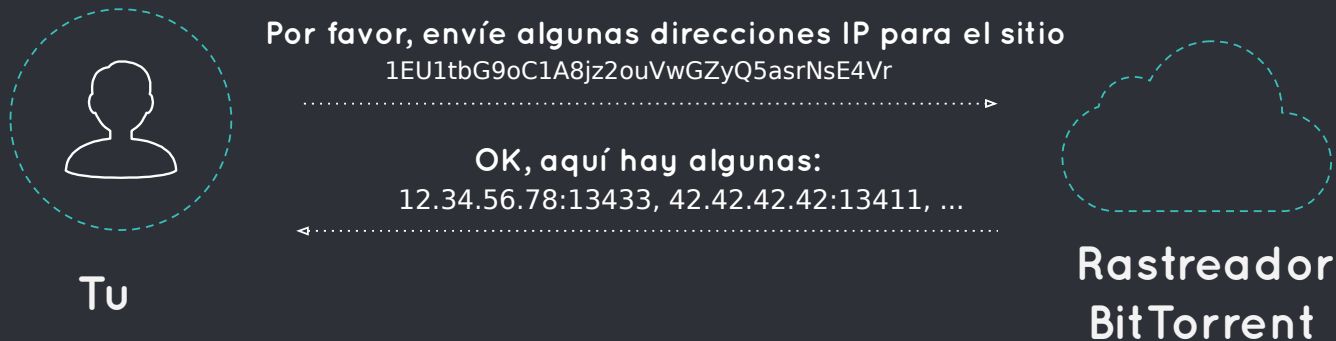 Por favor, envíe algunas direcciones IP para el sitio
1EU1tbG9oC1A8jz2ouVwGZyQ5asrNsE4Vr
OK, aquí hay algunas:
12.34.56.78:13433, 42.42.42.42:13411, ...
Tu
Rastreador
BitTorrent